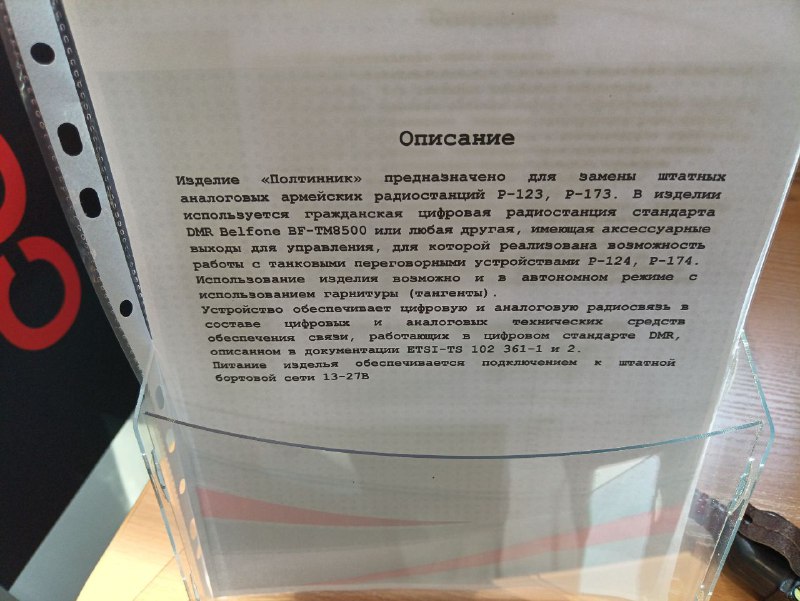 Описание
Изделие «Полтинник» предназначено для замены штатных
аналоговых армейских радиостанций Р-123, Р-173. В изделии
используется гражданская цифровая радиостанция стандарта
DMR Belfone BF-TM8500 или любая другая, имеющая аксессуарные
выходы для управления, для которой реализована возможность
работы с танковыми переговорными устройствами Р-124, Р-174.
Использование изделия возможно и в автономном режиме с
использованием гарнитуры (тангенты).
Устройство обеспечивает цифровую и аналоговую радиосвязь в
составе цифровых и аналоговых технических средств
обеспечения связи, работающих в цифровом стандарте DMR,
описанном в документации ETSI-TS 102 361-1 и 2.
Питание изделья обеспечивается подключением к штатной
бортовой сети 13-27В